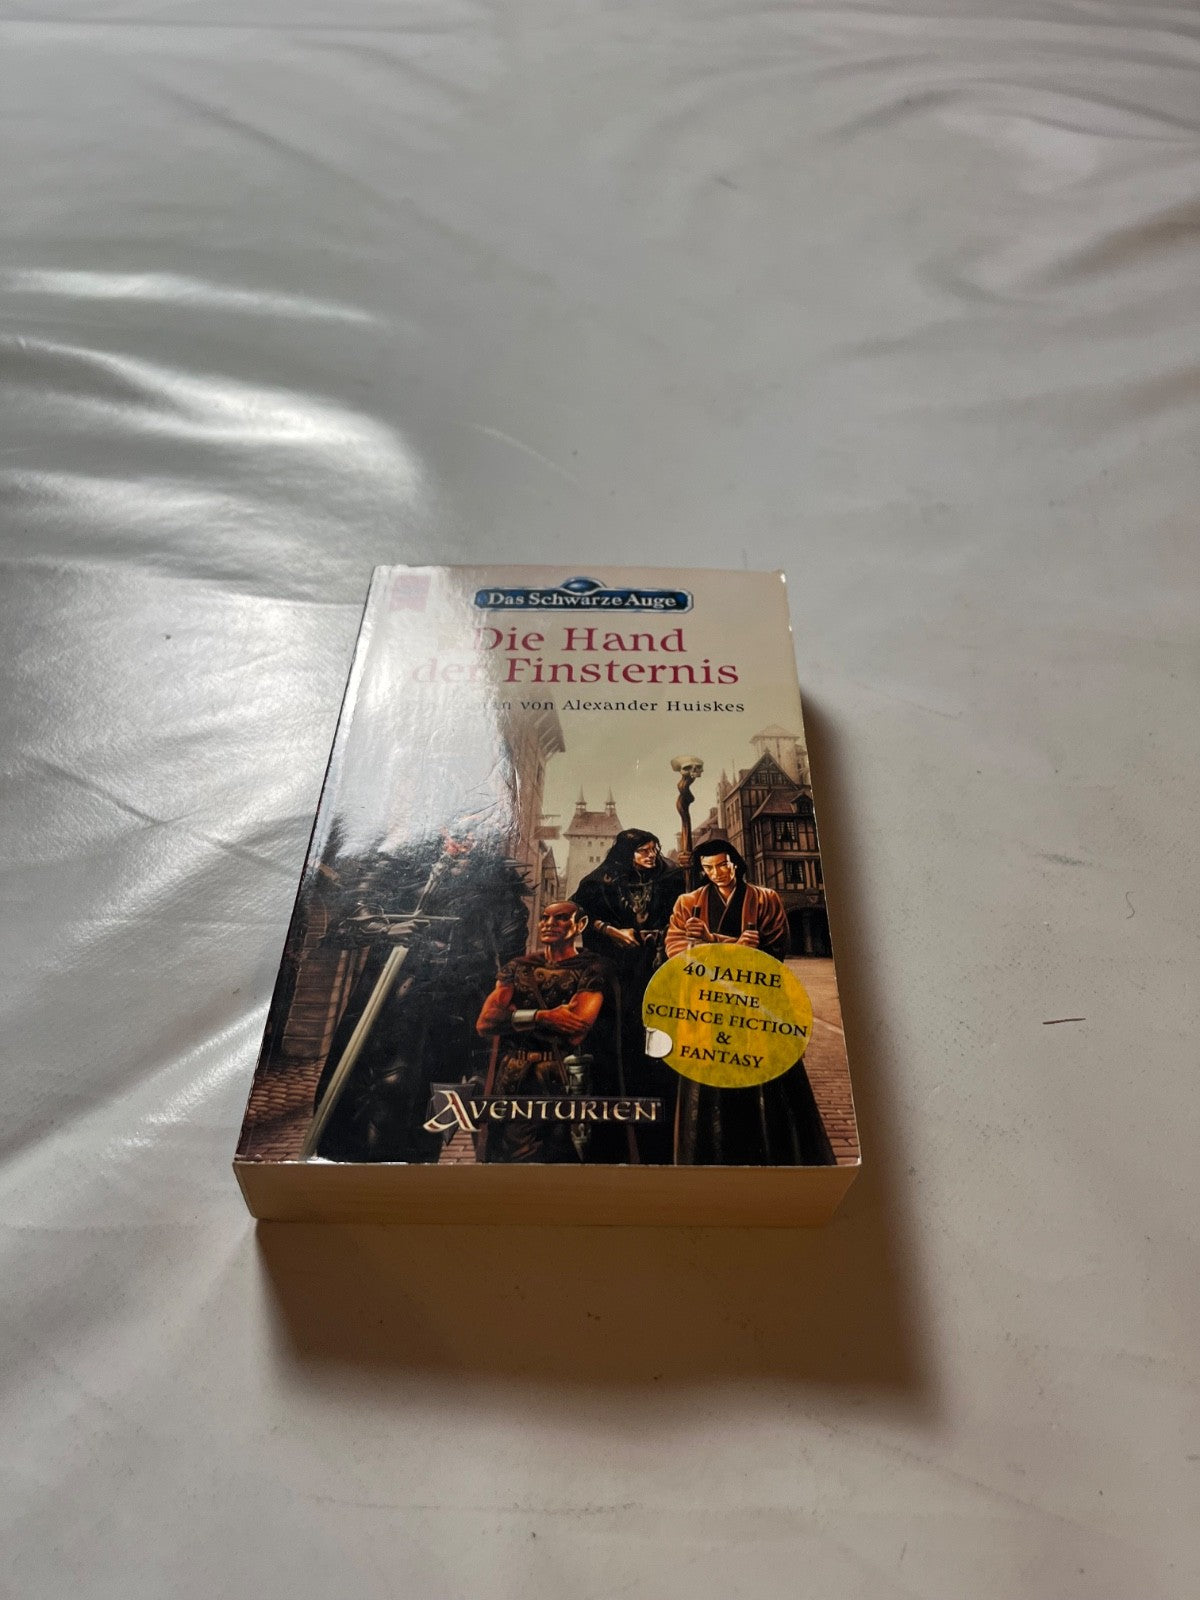 Das Schwarze Auge
Die Hand
der Finsternis
von Alexander Huiskes
40 JAHRE
HEYNE
SCIENCE FICTION
&
FANTASY
AVENTURIEN